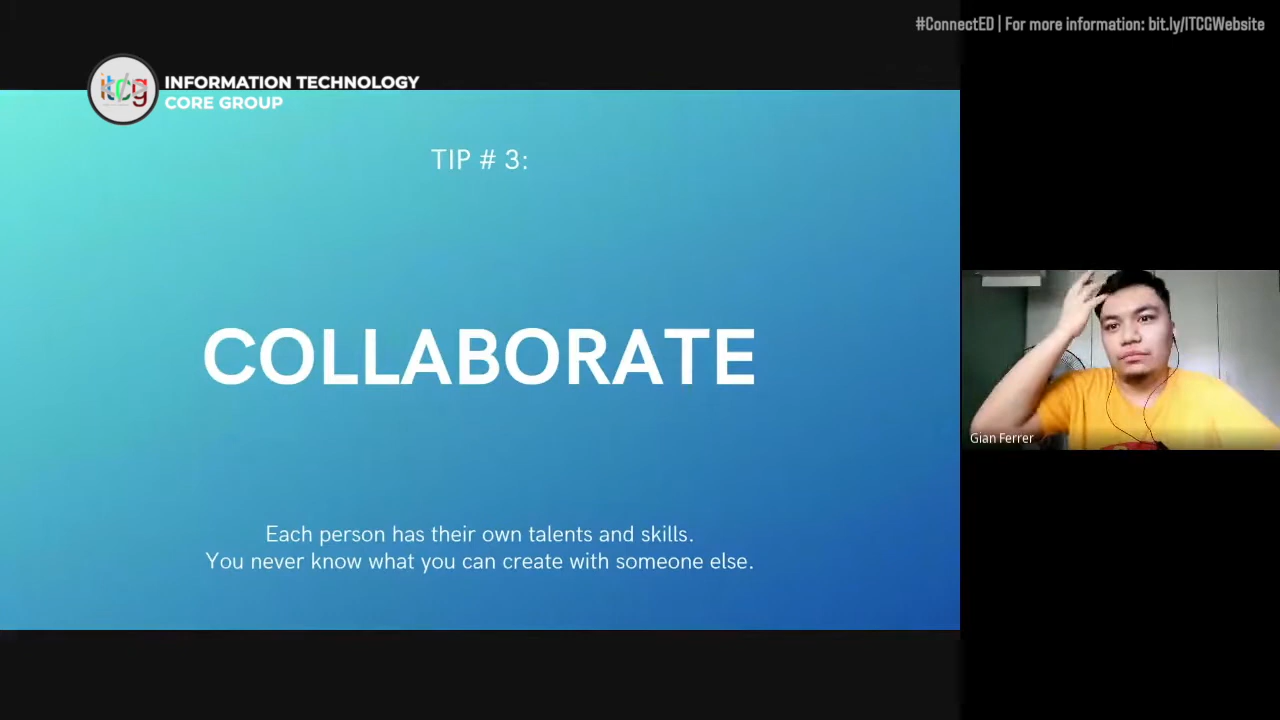 #ConnectED | For more information: bit.ly/ITCGWebsite
itcg
INFORMATION TECHNOLOGY
CORE GROUP
TIP # 3:
COLLABORATE
Each person has their own talents and skills.
You never know what you can create with someone else.
Gian Ferrer